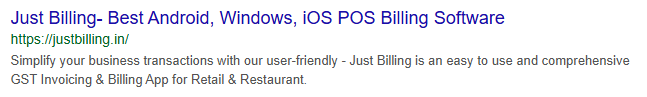 Just Billing- Best Android, Windows, iOS POS Billing Software
https://justbilling.in/
Simplify your business transactions with our user-friendly - Just Billing is an easy to use and comprehensive
GST Invoicing & Billing App for Retail & Restaurant.